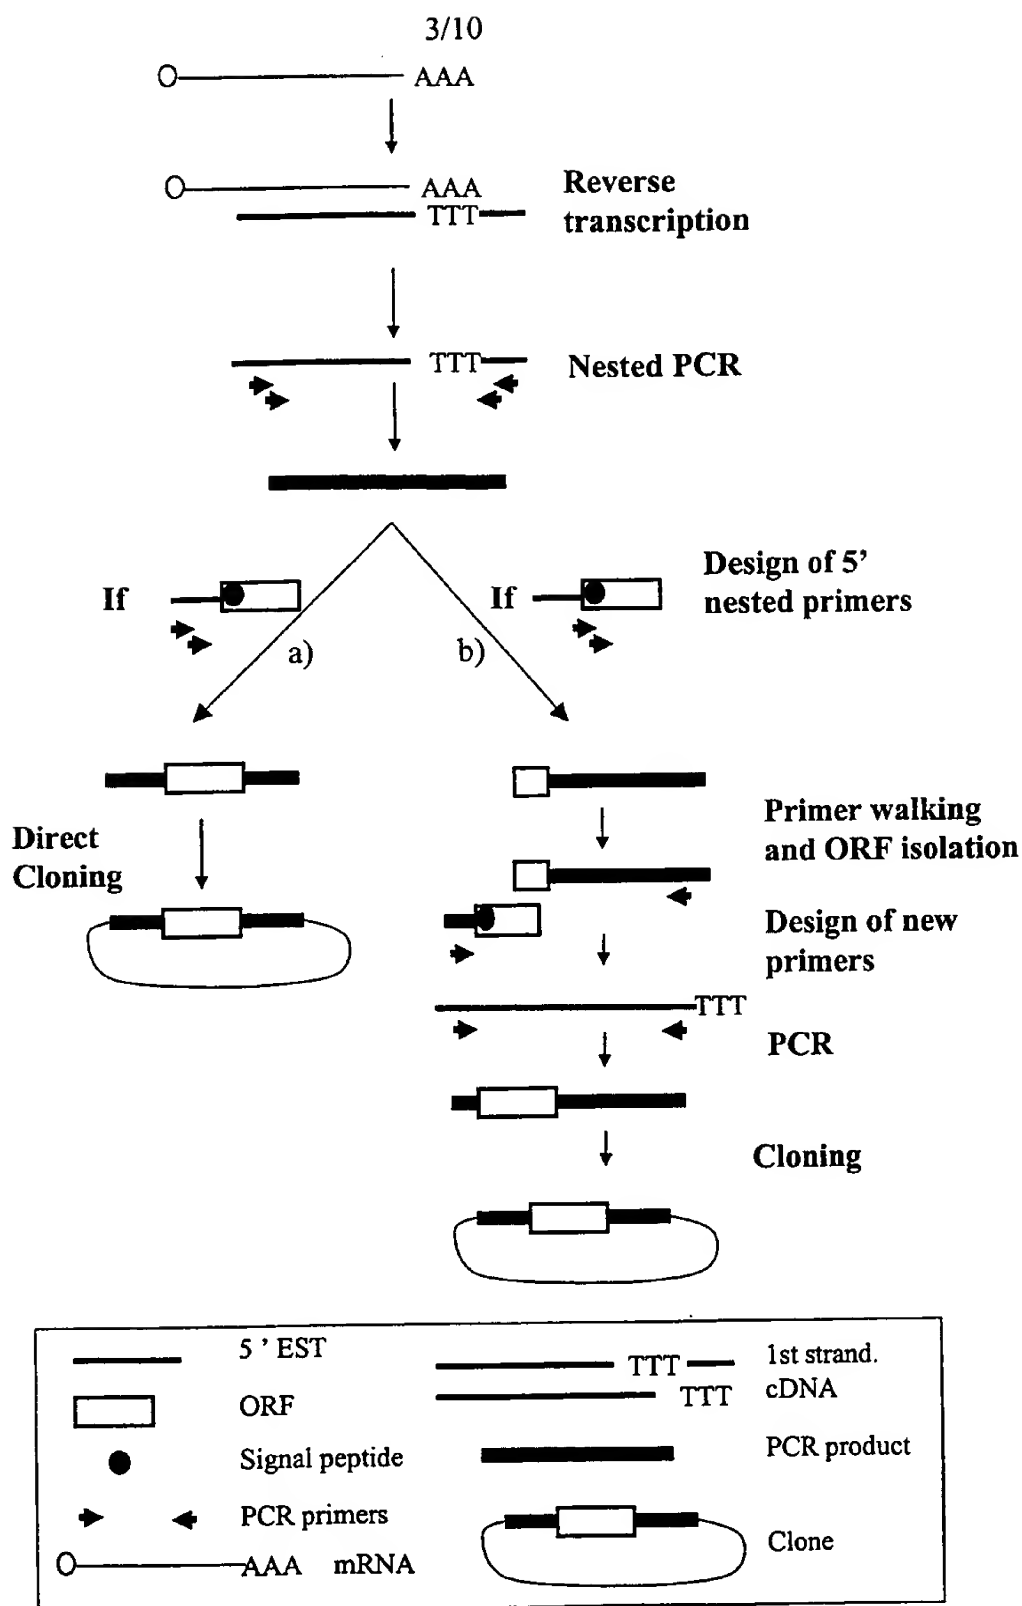 3/10
AAA
AAA
TTT
Reverse
transcription
TTT
Nested PCR
If
If
Design of 5'
nested primers
a)
b)
Direct
Cloning
Primer walking
and ORF isolation
Design of new
primers
TTT
PCR
Cloning
5 ' EST
ORF
Signal peptide
PCR primers
AAA mRNA
TTT
1st strand.
TTT
cDNA
PCR product
Clone